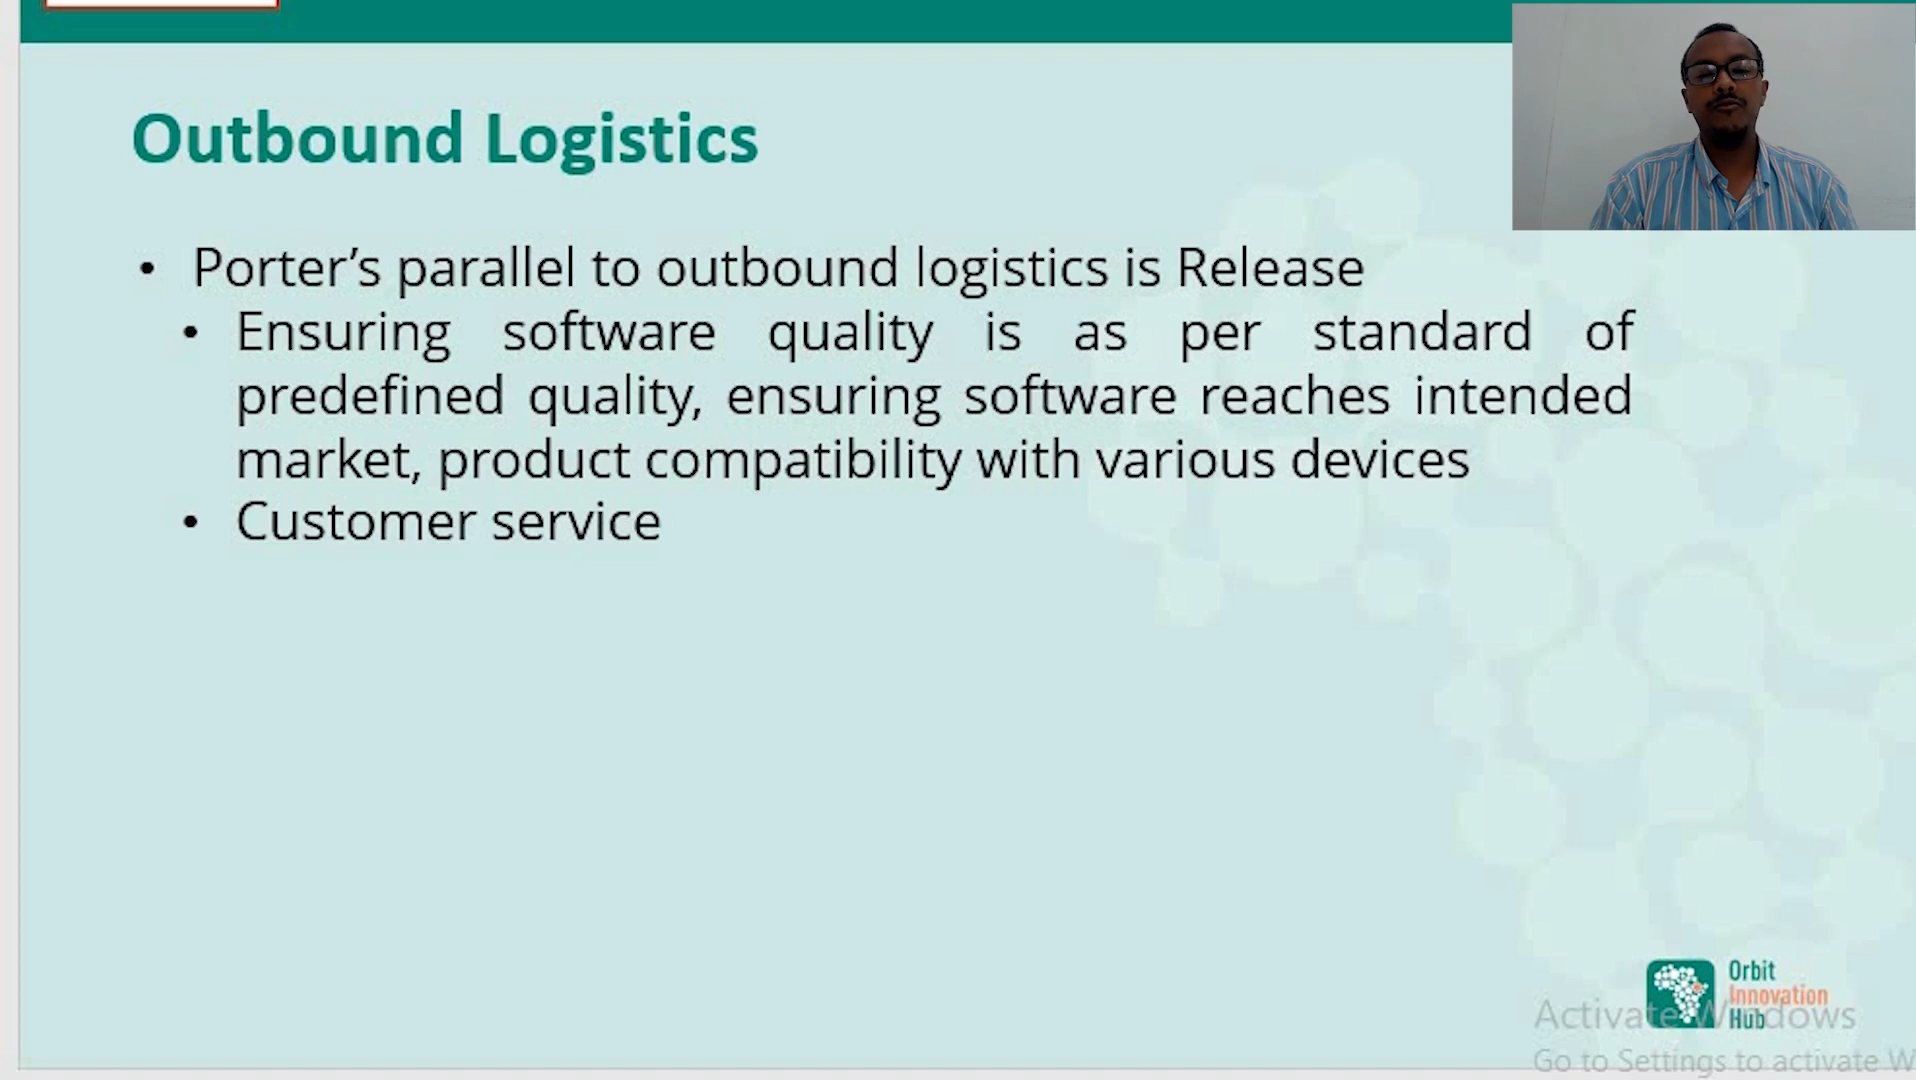 Outbound Logistics
• Porter’s parallel to outbound logistics is Release
• Ensuring software quality is as per standard of
predefined quality, ensuring software reaches intended
market, product compatibility with various devices
• Customer service
Orbit
Innovation
Hub
Activate Windows
Go to Settings to activate W